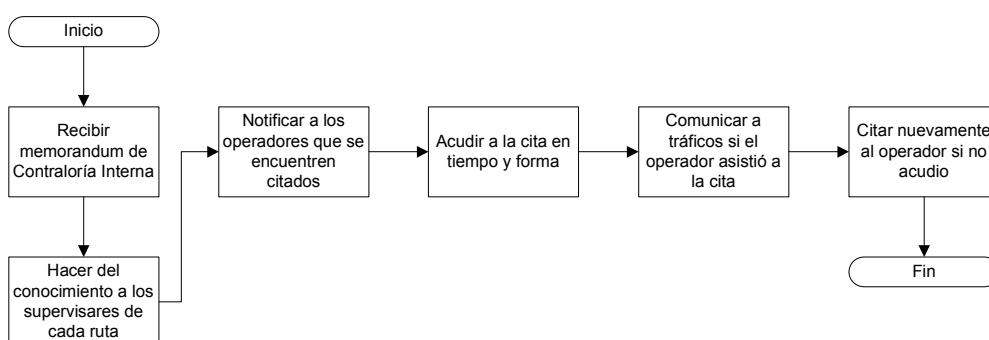 Inicio
Recibir
memorandum de
Contraloría Interna
Hacer del
conocimiento a los
supervisares de
cada ruta
Notificar a los
operadores que se
encuentren
citados
Acudir a la cita en
tiempo y forma
Comunicar a
tráficos si el
operador asistió a
la cita
Citar nuevamente
al operador si no
acudio
Fin